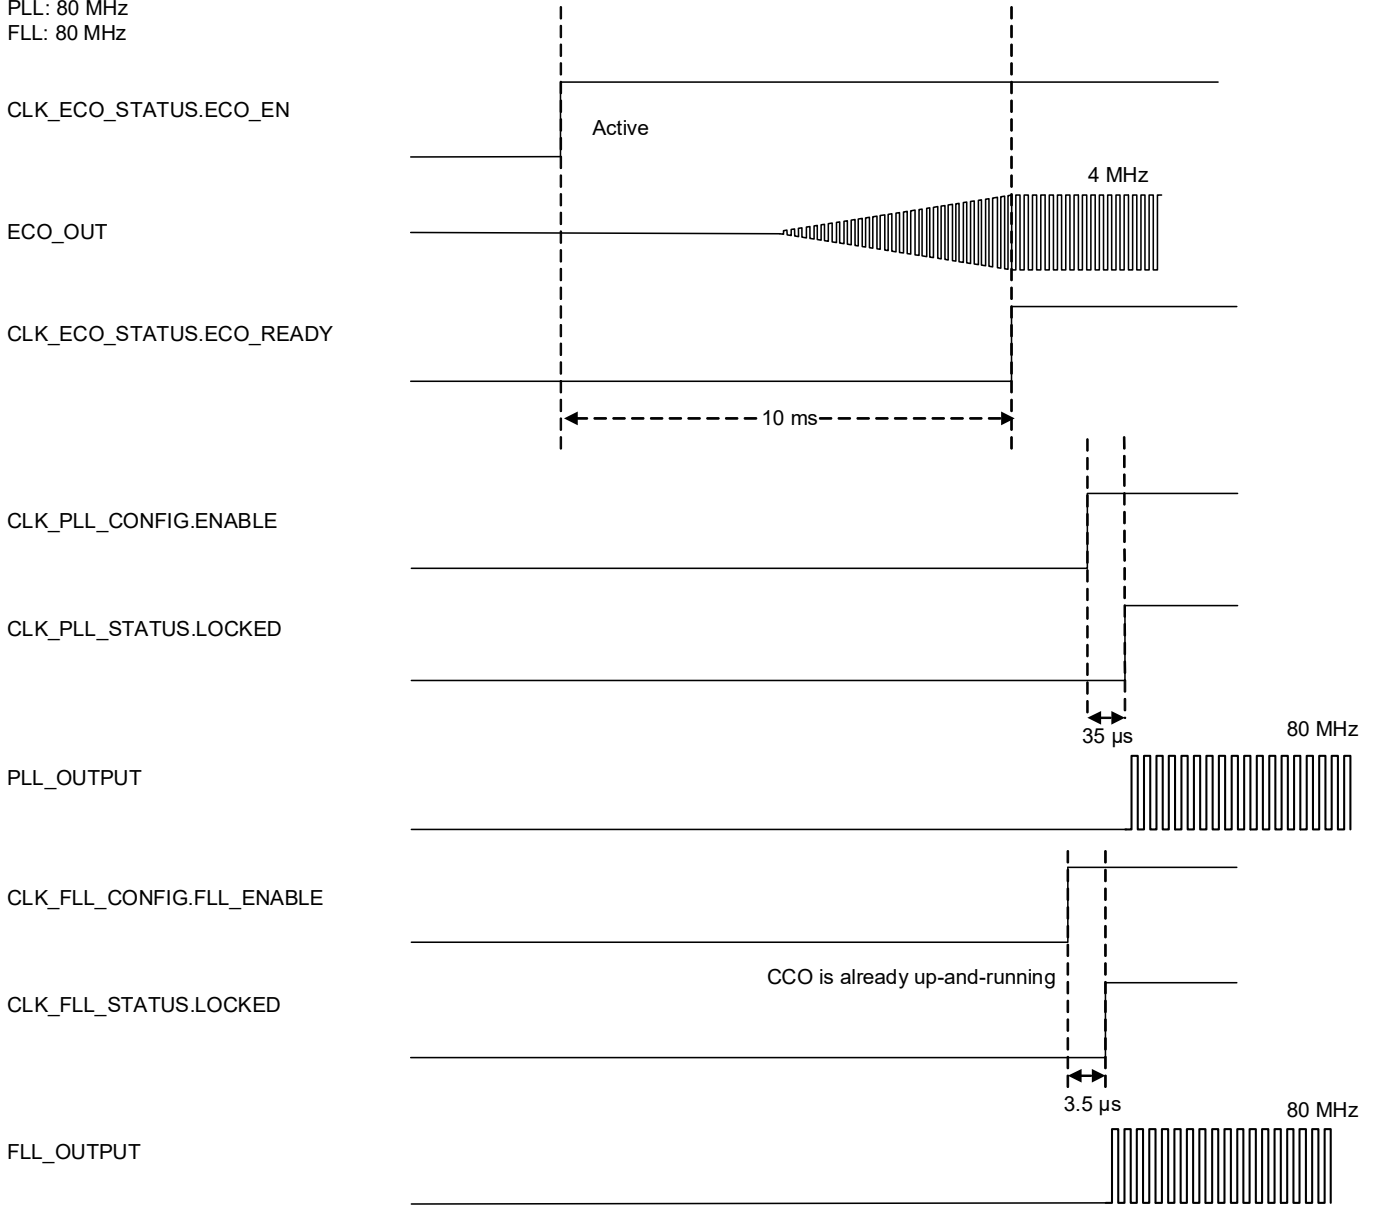 PLL: 80 MHz
FLL: 80 MHz
CLK_ECO_STATUS.ECO_EN
Active
4 MHz
ECO_OUT
CLK_ECO_STATUS.ECO_READY
10 ms
CLK_PLL_CONFIG.ENABLE
CLK_PLL_STATUS.LOCKED
35 µs
80 MHz
PLL_OUTPUT
CLK_FLL_CONFIG.FLL_ENABLE
CCO is already up-and-running
CLK_FLL_STATUS.LOCKED
3.5 µs
80 MHz
FLL_OUTPUT